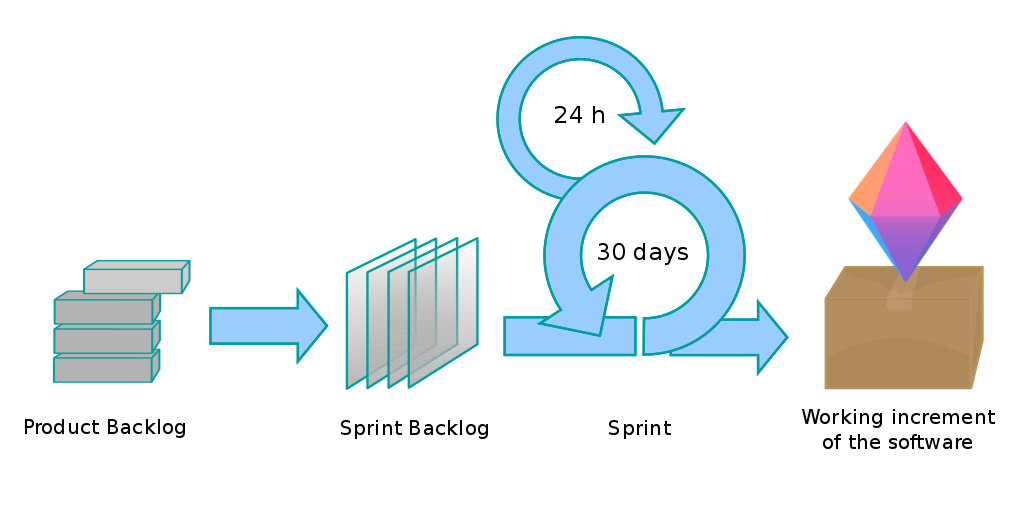 24 h
30 days
Product Backlog
Sprint Backlog
Sprint
Working increment
of the software